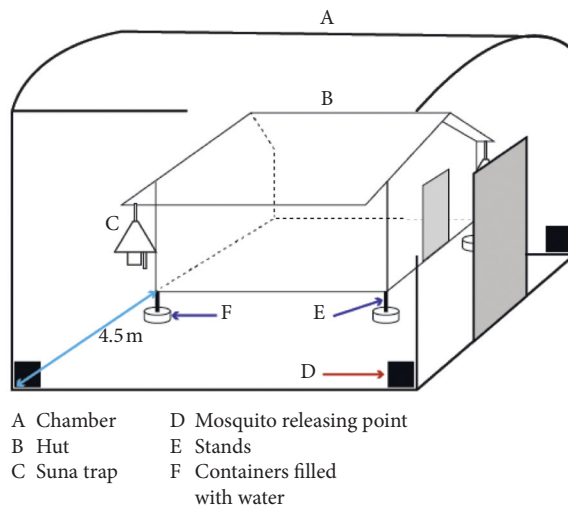 A
B
C
F
E
4.5 m
D
A Chamber
B Hut
C Suna trap
D Mosquito releasing point
E Stands
F Containers filled
with water